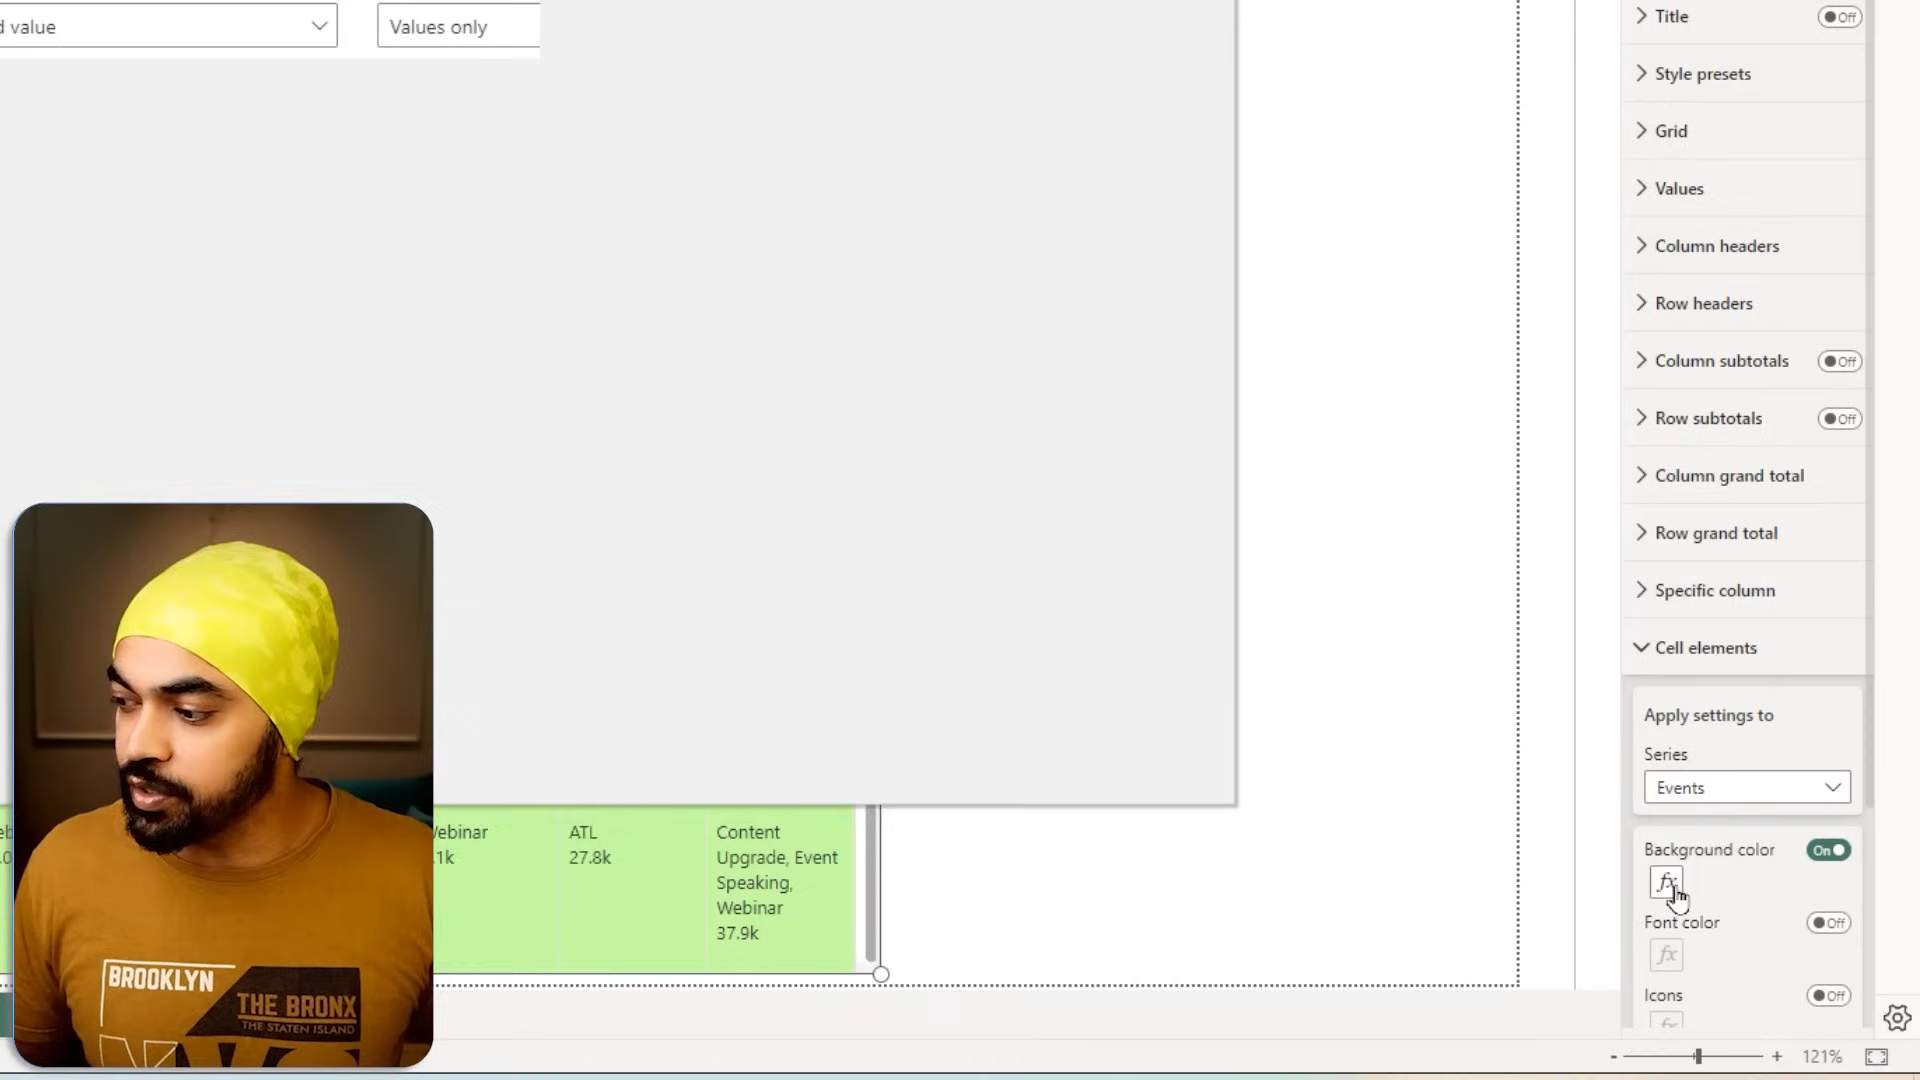 d value
Values only
Title
Off
Style presets
Grid
Values
Column headers
Row headers
Column subtotals
Off
Row subtotals
Off
Column grand total
Row grand total
Specific column
Cell elements
Apply settings to
Series
Events
Background color
On
fx
Font color
Off
fx
Icons
Off
fx
ebinar
.1k
ATL
27.8k
Content
Upgrade, Event
Speaking,
Webinar
37.9k
BROOKLYN
THE BRONX
THE STATEN ISLAND
- + 121%